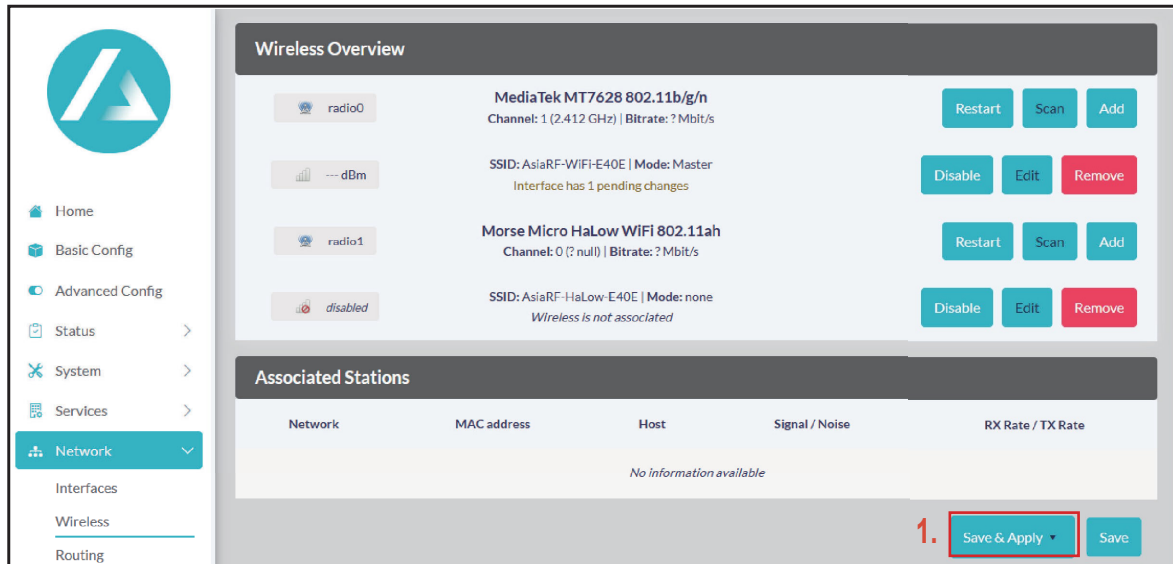 Home
Basic Config
Advanced Config
Status
System
Services
Network
Interfaces
Wireless
Routing
Wireless Overview
radio0
MediaTek MT7628 802.11b/g/n
Channel: 1 (2.412 GHz) | Bitrate: ? Mbit/s
Restart Scan Add
--- dBm
SSID: AsiaRF-WiFi-E40E | Mode: Master
Interface has 1 pending changes
Disable Edit Remove
radio1
Morse Micro HaLow WiFi 802.11ah
Channel: 0 (? null) | Bitrate: ? Mbit/s
Restart Scan Add
disabled
SSID: AsiaRF-HaLow-E40E | Mode: none
Wireless is not associated
Disable Edit Remove
Associated Stations
Network MAC address Host Signal / Noise RX Rate / TX Rate
No information available
1. Save & Apply Save